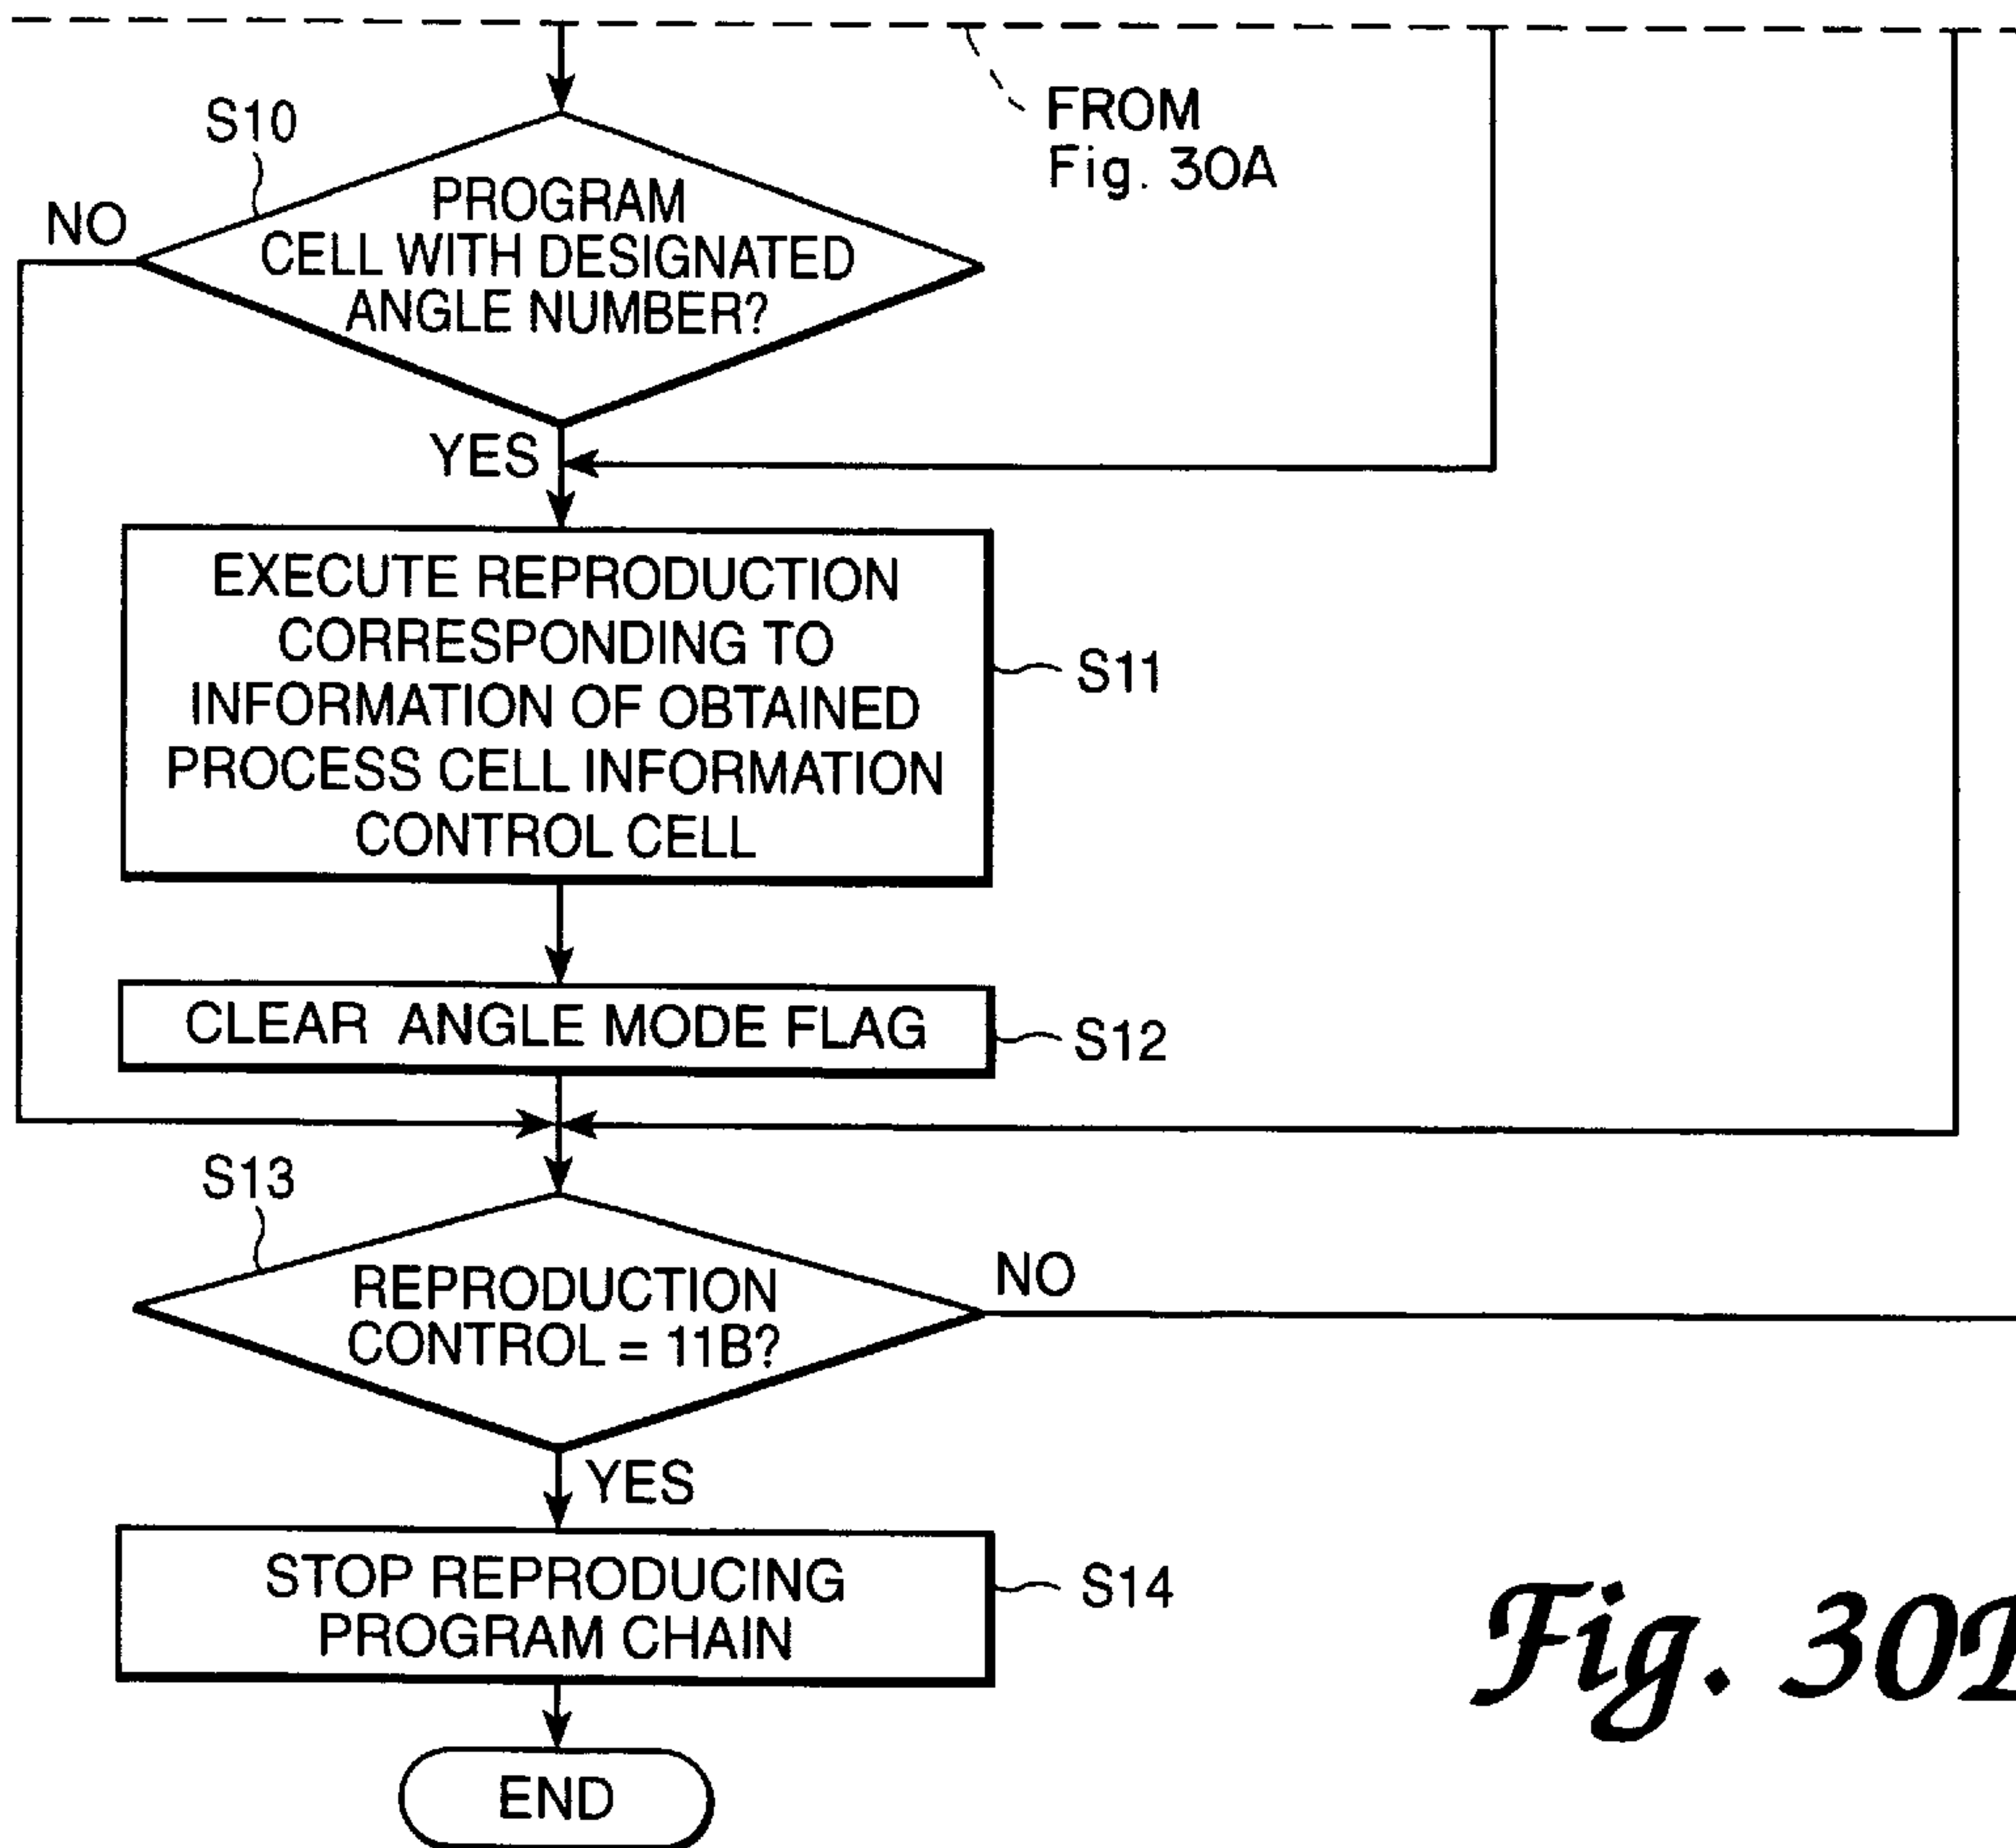 FROM
Fig. 30A
S10
NO
PROGRAM
CELL WITH DESIGNATED
ANGLE NUMBER?
YES
EXECUTE REPRODUCTION
CORRESPONDING TO
INFORMATION OF OBTAINED
PROCESS CELL INFORMATION
CONTROL CELL
S11
CLEAR ANGLE MODE FLAG
S12
S13
REPRODUCTION
CONTROL = 11B?
NO
YES
STOP REPRODUCING
PROGRAM CHAIN
S14
END
Fig. 30